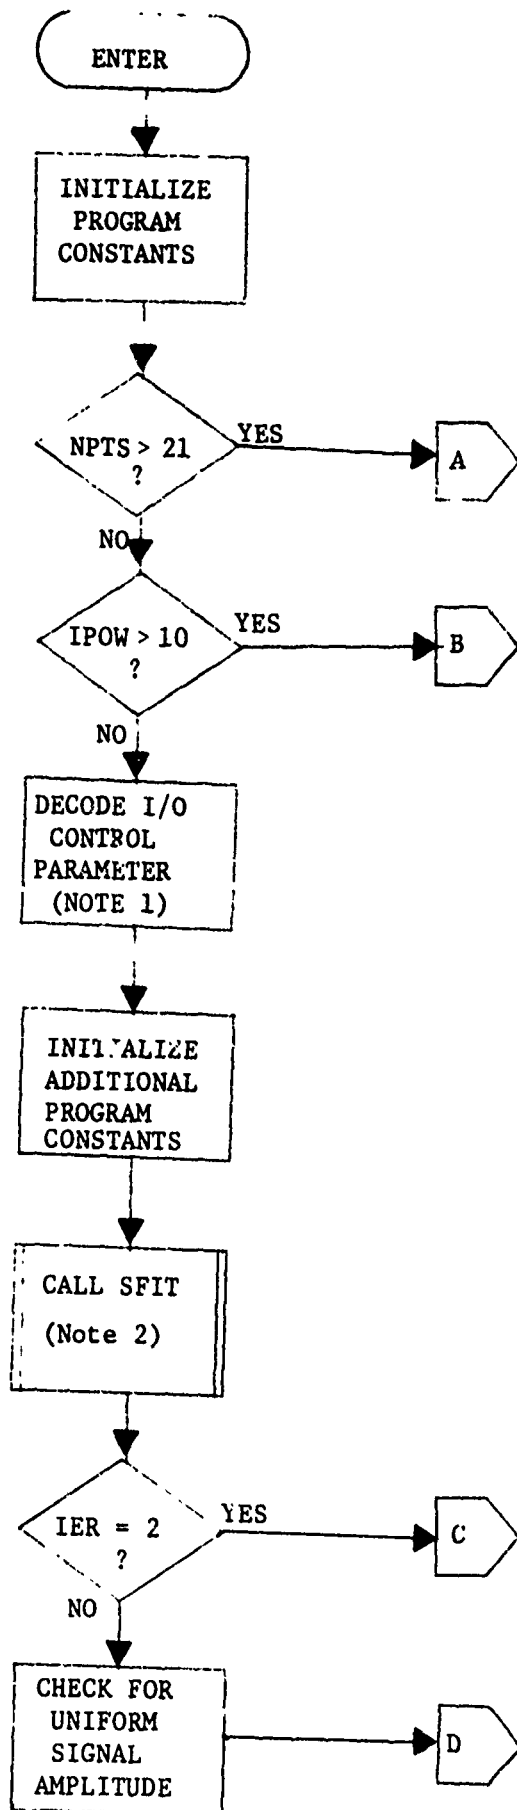 ENTER
INITIALIZE
PROGRAM
CONSTANTS
NPTS > 21
?
YES
A
NO
IPOW > 10
?
YES
B
NO
DECODE I/O
CONTROL
PARAMETER
(NOTE 1)
INITIALIZE
ADDITIONAL
PROGRAM
CONSTANTS
CALL SFIT
(Note 2)
IER = 2
?
YES
C
NO
CHECK FOR
UNIFORM
SIGNAL
AMPLITUDE
D